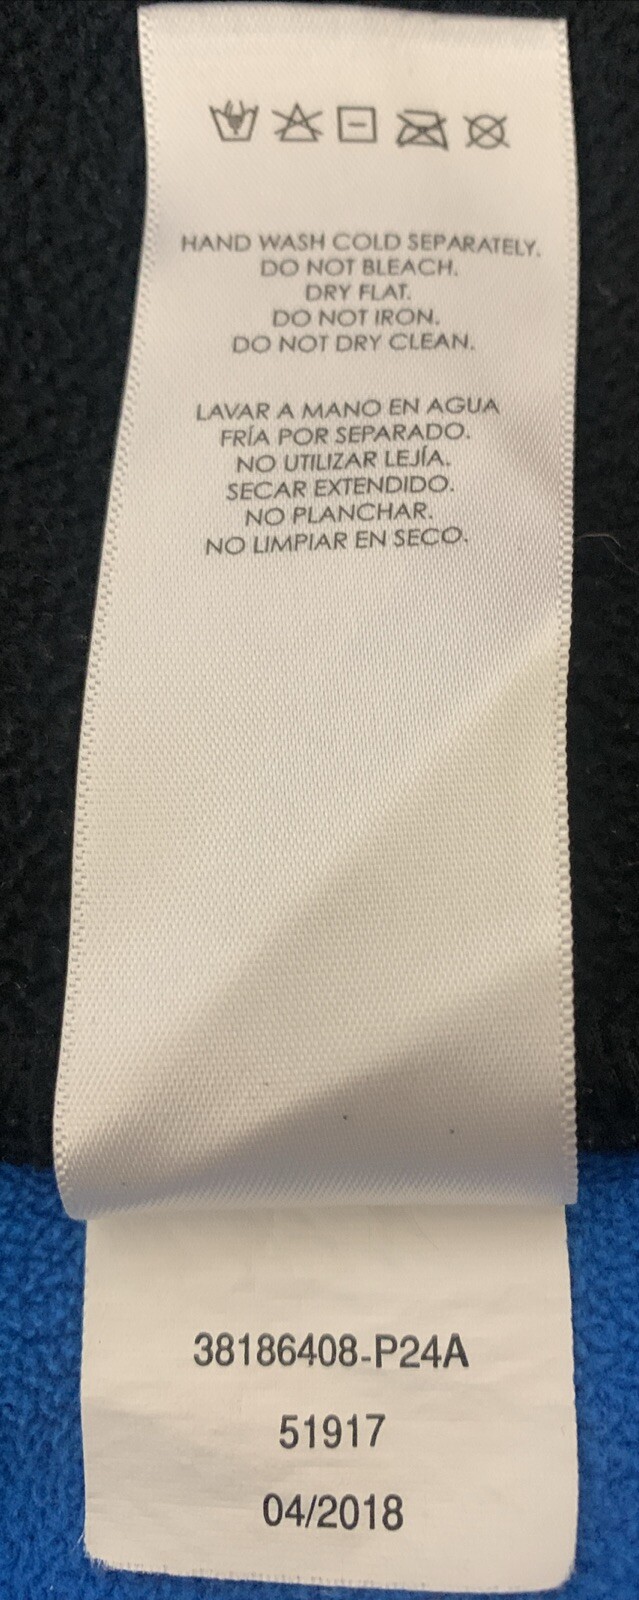 HAND WASH COLD SEPARATELY.
DO NOT BLEACH.
DRY FLAT.
DO NOT IRON.
DO NOT DRY CLEAN.
LAVAR A MANO EN AGUA
FRÍA POR SEPARADO.
NO UTILIZAR LEJÍA.
SECAR EXTENDIDO.
NO PLANCHAR.
NO LIMPIAR EN SECO.
38186408-P24A
51917
04/2018